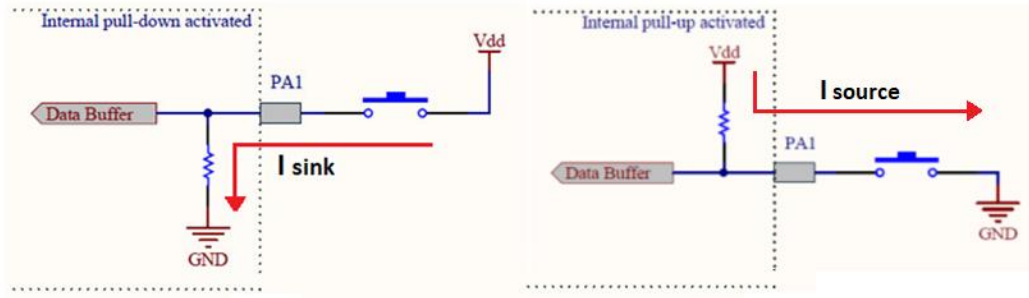 Internal pull-down activated
Vdd
PA1
Data Buffer
I sink
GND
Internal pull-up activated
Vdd
I source
PA1
Data Buffer
GND